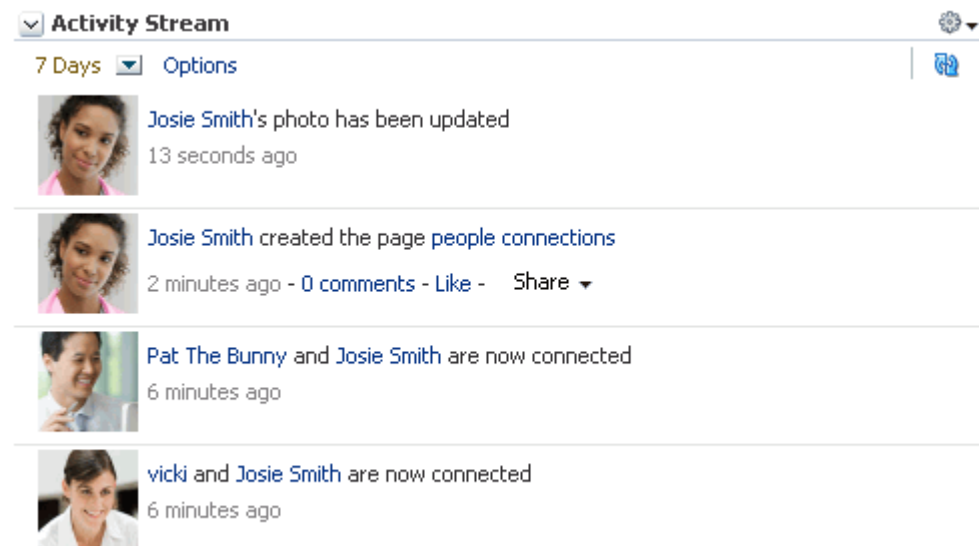 Activity Stream
7 Days Options
Josie Smith's photo has been updated
13 seconds ago
Josie Smith created the page people connections
2 minutes ago - 0 comments - Like - Share
Pat The Bunny and Josie Smith are now connected
6 minutes ago
vicki and Josie Smith are now connected
6 minutes ago